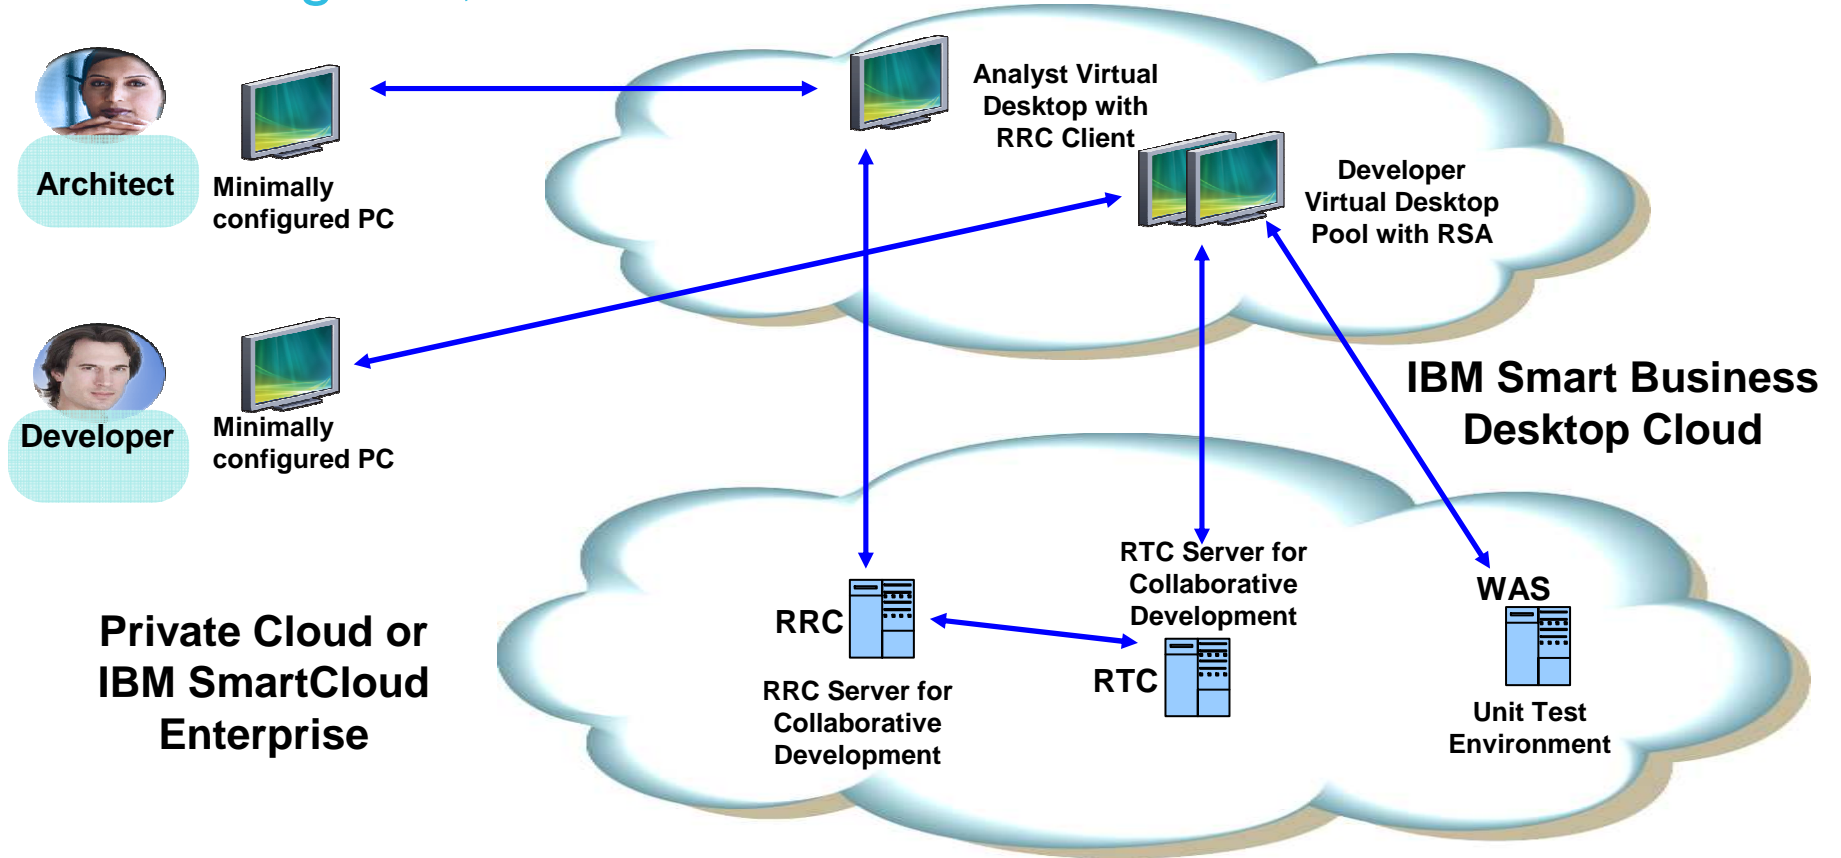 Analyst Virtual
Desktop with
RRC Client
Developer
Virtual Desktop
Pool with RSA
Architect
Minimally
configured PC
IBM Smart Business
Desktop Cloud
Developer
Minimally
configured PC
RTC Server for
Collaborative
Development
WAS
RRC
RTC
Private Cloud or
IBM SmartCloud
Enterprise
RRC Server for
Collaborative
Development
Unit Test
Environment